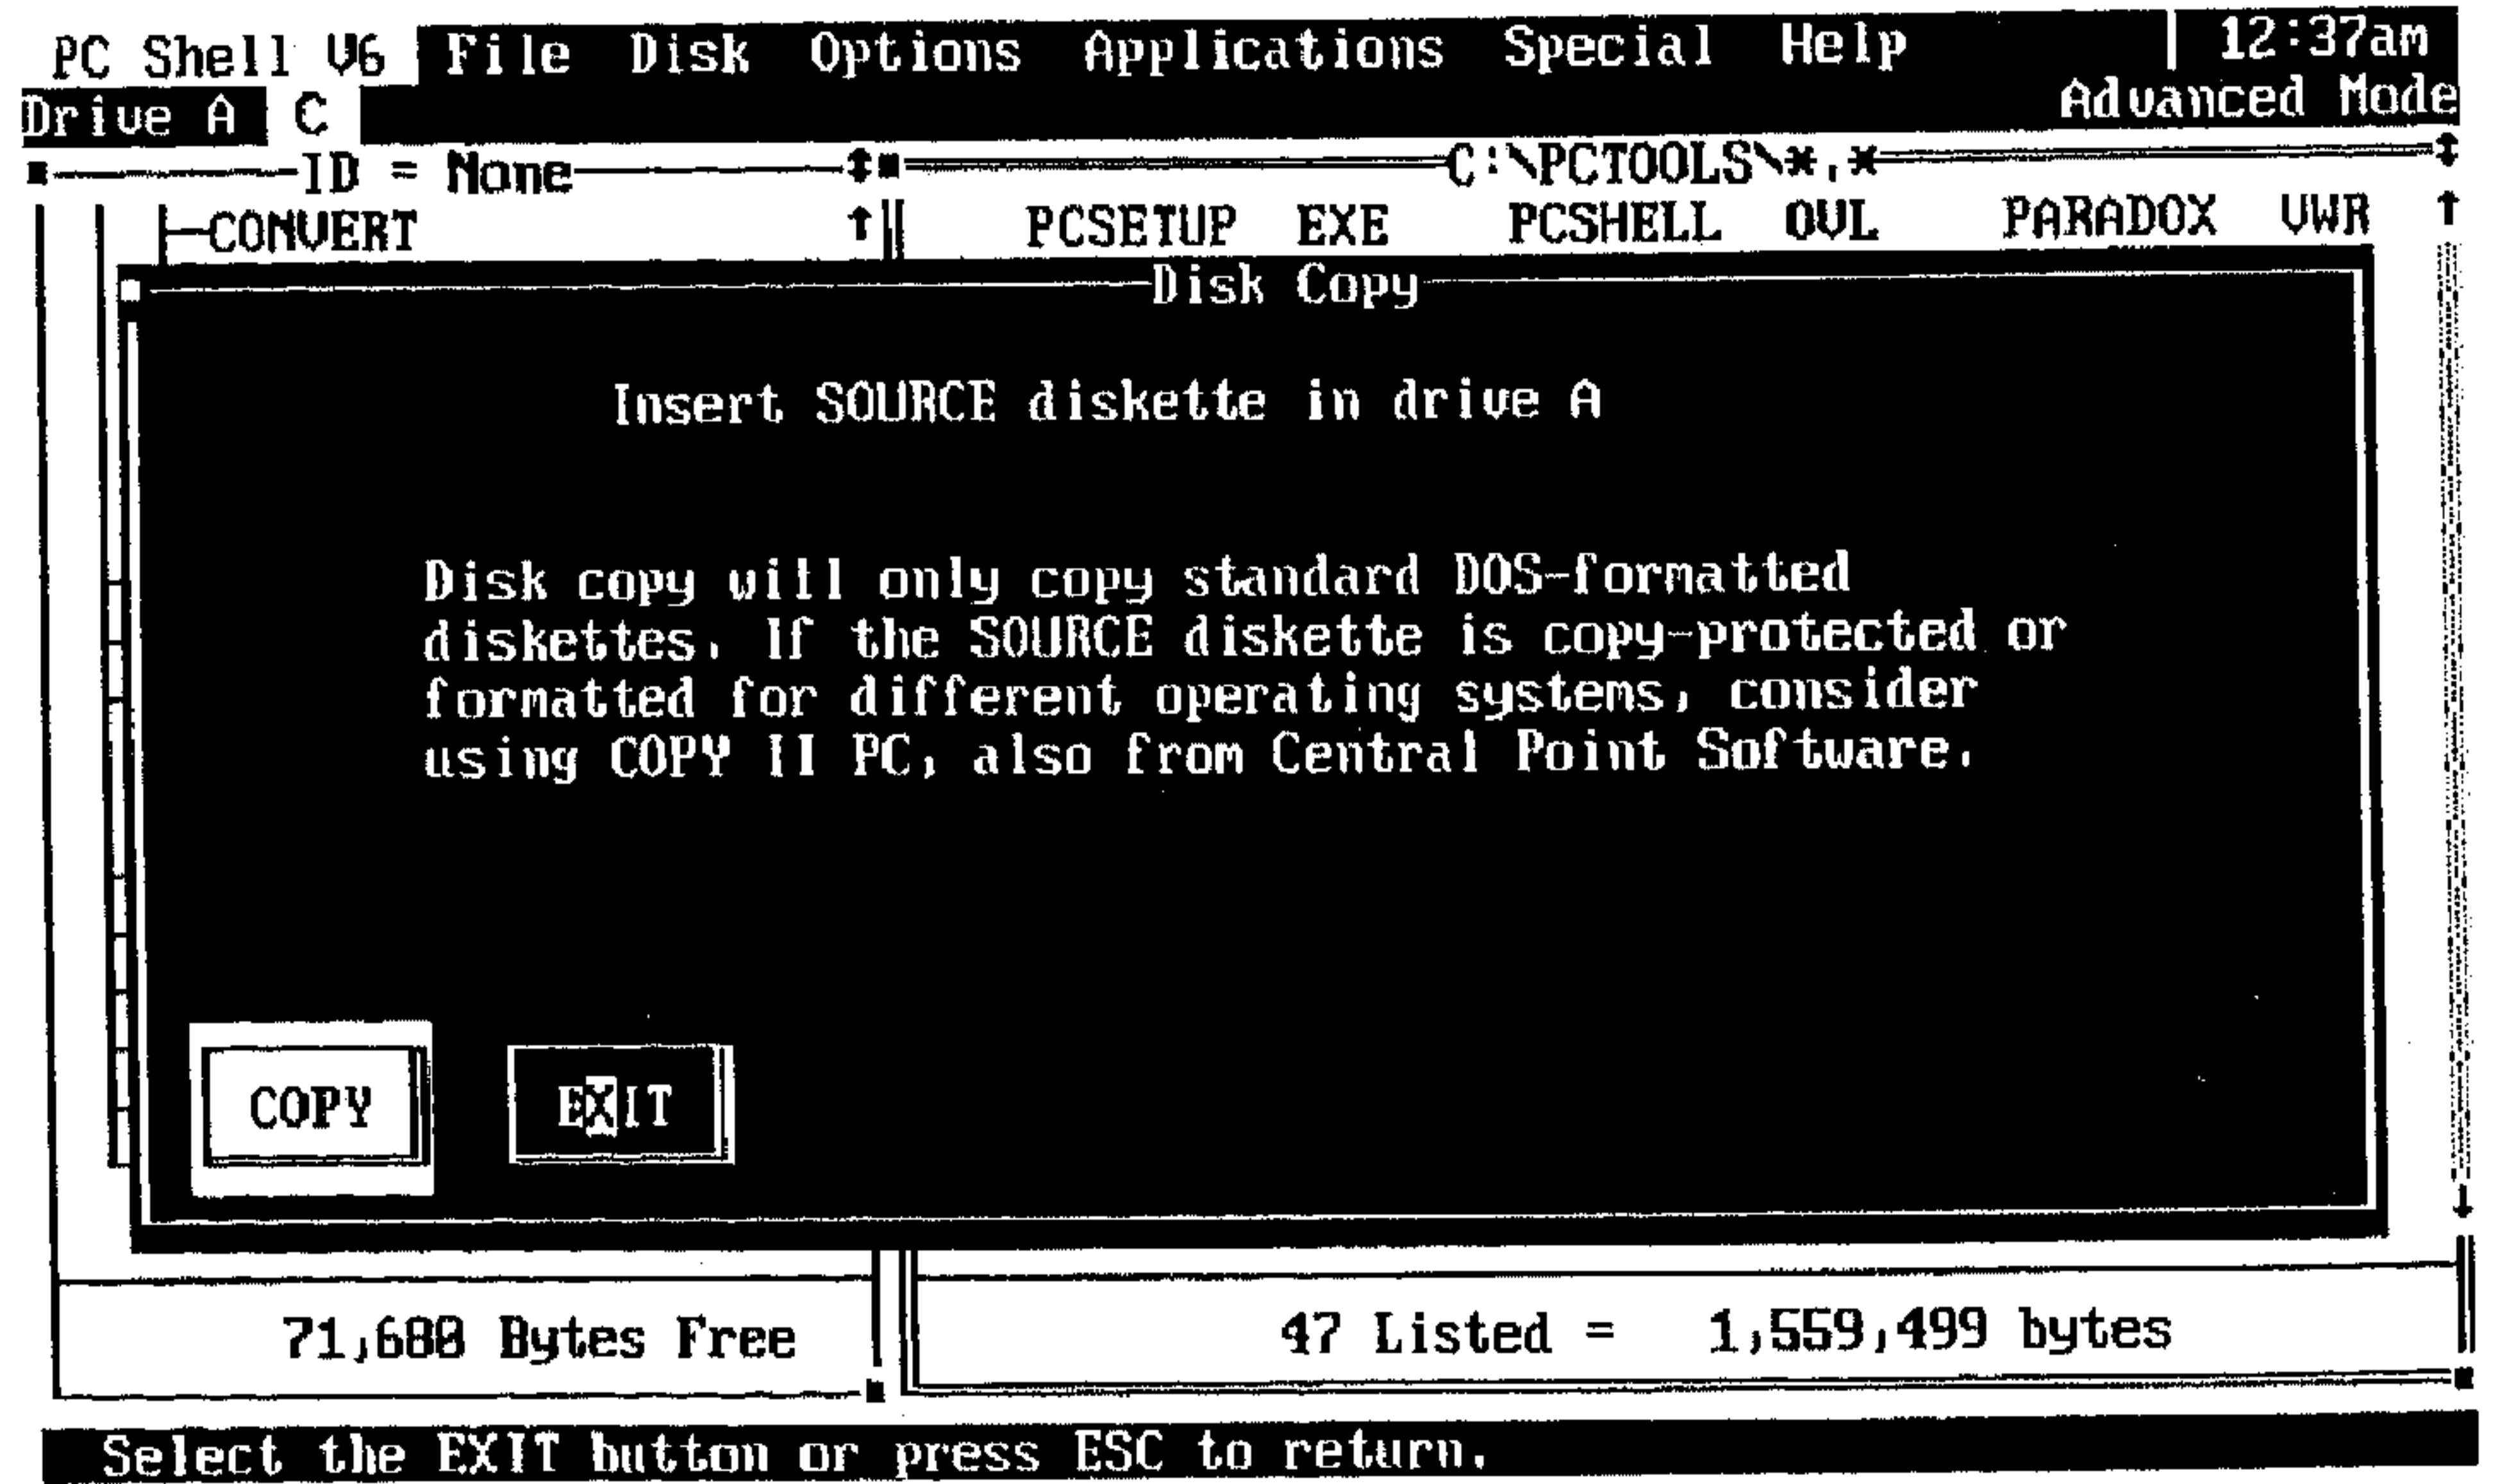 PC Shell V6 File Disk Options Applications Special Help | 12:37am
Drive A C Advanced Mode
ID = None C:\PCTOOLS\*.*
CONVERT PCSETUP EXE PCSHELL OVL PARADOX VWR
Disk Copy
Insert SOURCE diskette in drive A
Disk copy will only copy standard DOS-formatted
diskettes. If the SOURCE diskette is copy-protected or
formatted for different operating systems, consider
using COPY II PC, also from Central Point Software.
COPY EXIT
71,680 Bytes Free 47 Listed = 1,559,499 bytes
Select the EXIT button or press ESC to return.